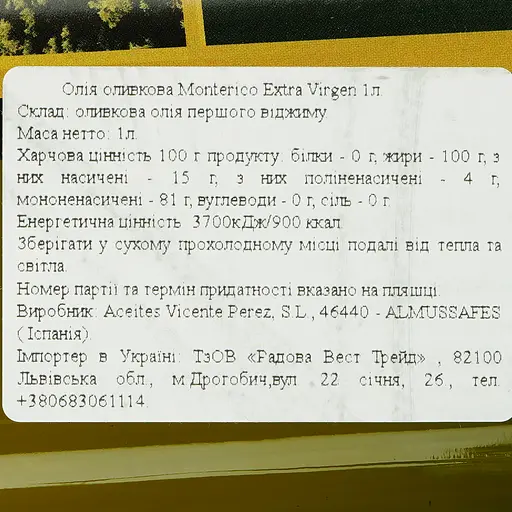 Олія оливкова Monterico Extra Virgen 1л.
Склад: оливкова олія першого віджиму.
Маса нетто: 1л.
Харчова цінність 100 г продукту: білки - 0 г, жири - 100 г, з
них насичені - 15 г, з них поліненасичені - 4 г,
мононенасичені - 81 г, вуглеводи - 0 г, сіль - 0 г.
Енергетична цінність 3700кДж/900 ккал.
Зберігати у сухому прохолодному місці подалі від тепла та
світла.
Номер партії та термін придатності вказано на пляшці.
Виробник: Aceites Vicente Perez, S.L., 46440 - ALMUSSAFES
( Іспанія).
Імпортер в Україні: ТзОВ «Радова Вест Трейд» , 82100
Львівська обл., м.Дрогобич,вул 22 січня, 26, тел.
+380683061114.